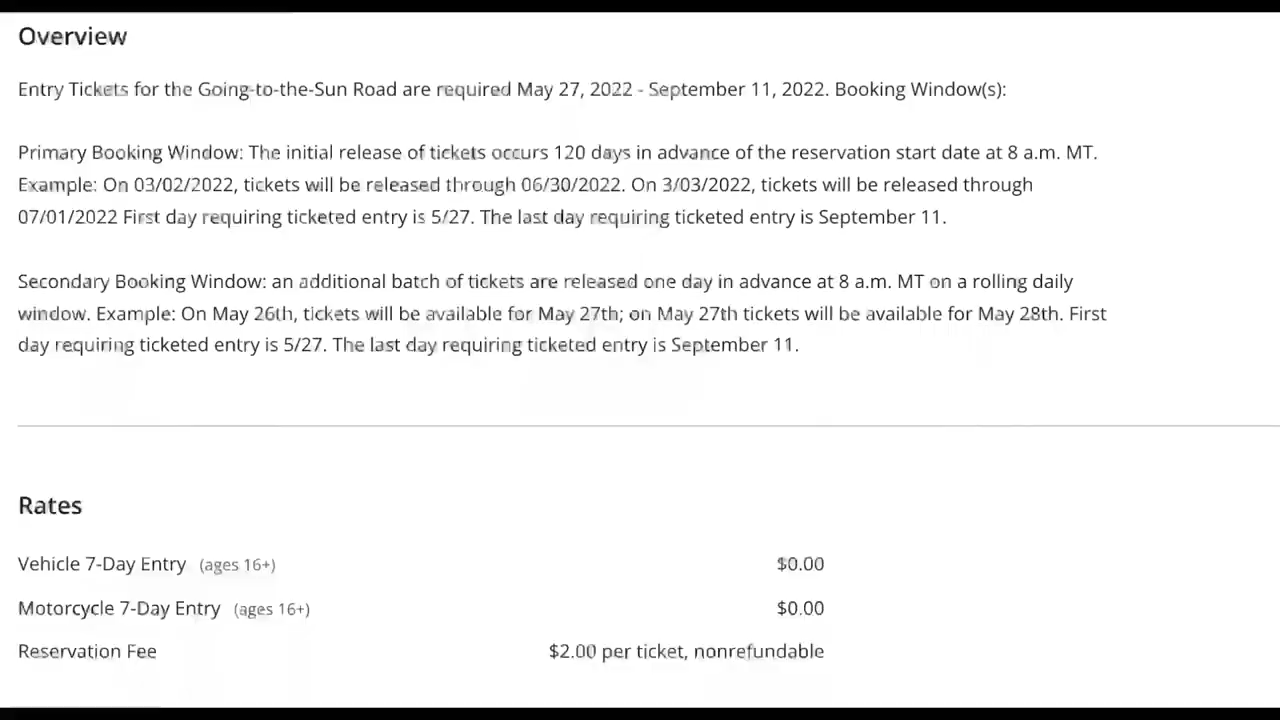 Overview
Entry Tickets for the Going-to-the-Sun Road are required May 27, 2022 - September 11, 2022. Booking Window(s):
Primary Booking Window: The initial release of tickets occurs 120 days in advance of the reservation start date at 8 a.m. MT.
Example: On 03/02/2022, tickets will be released through 06/30/2022. On 3/03/2022, tickets will be released through
07/01/2022 First day requiring ticketed entry is 5/27. The last day requiring ticketed entry is September 11.
Secondary Booking Window: an additional batch of tickets are released one day in advance at 8 a.m. MT on a rolling daily
window. Example: On May 26th, tickets will be available for May 27th; on May 27th tickets will be available for May 28th. First
day requiring ticketed entry is 5/27. The last day requiring ticketed entry is September 11.
Rates
Vehicle 7-Day Entry (ages 16+) $0.00
Motorcycle 7-Day Entry (ages 16+) $0.00
Reservation Fee $2.00 per ticket, nonrefundable